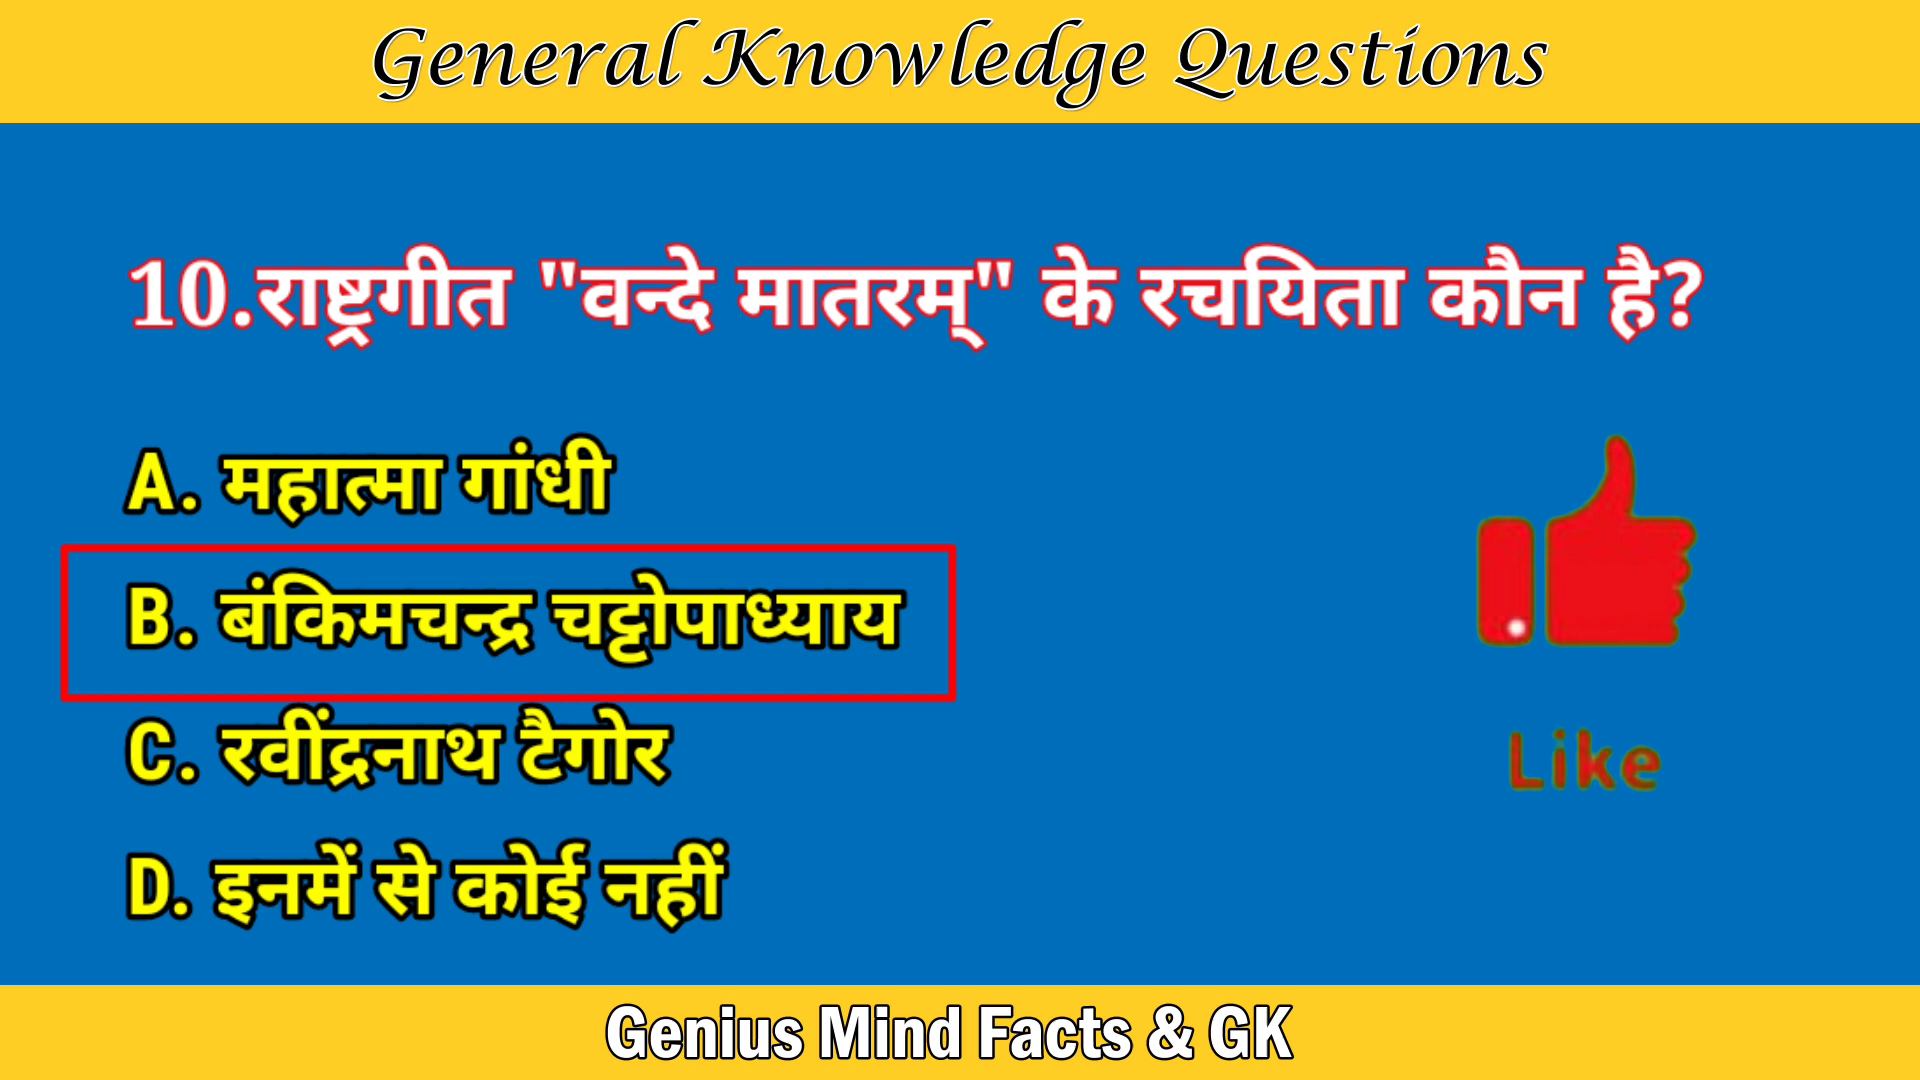 General Knowledge Questions
10.राष्ट्रगीत "वन्दे मातरम्" के रचयिता कौन है?
A. महात्मा गांधी
B. बंकिमचन्द्र चट्टोपाध्याय
C. रवींद्रनाथ टैगोर
D. इनमें से कोई नहीं
Like
Genius Mind Facts & GK